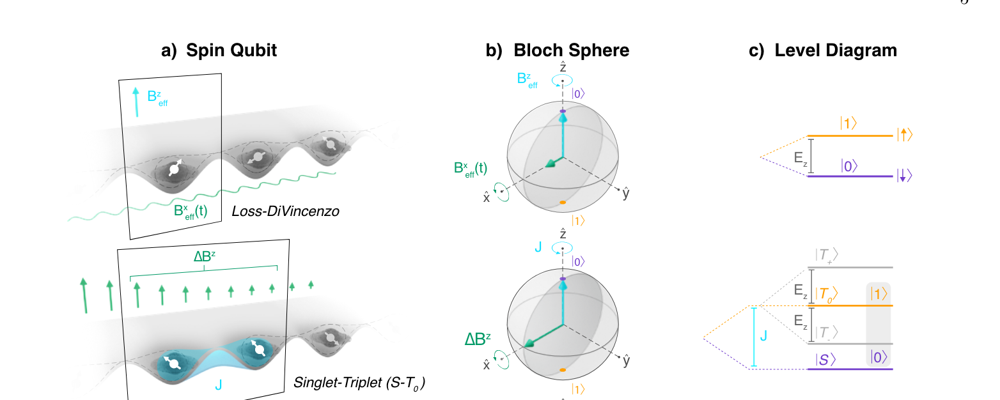 a) Spin Qubit
b) Bloch Sphere
c) Level Diagram
B^z_eff
B^x_eff(t)
Loss-DiVincenzo
ẑ
B^z_eff
|0⟩
B^x_eff(t)
x̂
ŷ
|1⟩
|1⟩
|↑⟩
E_z
|0⟩
|↓⟩
ΔB^z
J
Singlet-Triplet (S-T_0)
ẑ
J
|0⟩
ΔB^z
x̂
ŷ
|1⟩
|T_+⟩
E_z
|T_0⟩
|1⟩
E_z
|T_-⟩
J
|S⟩
|0⟩